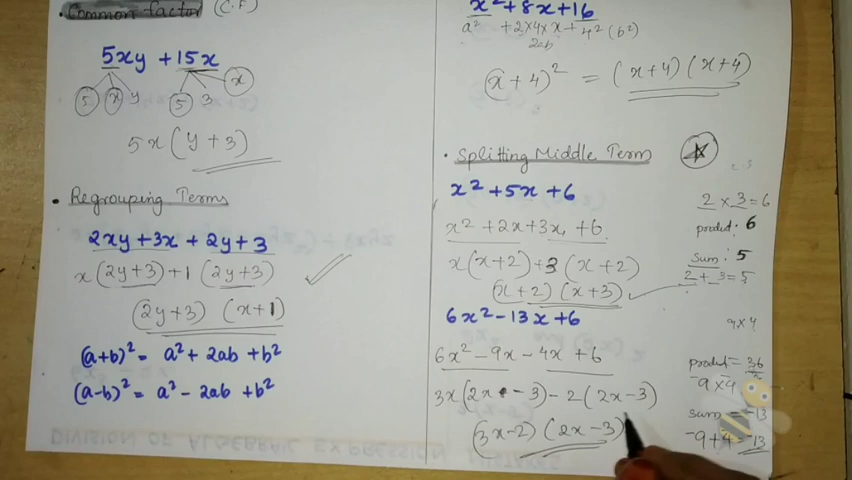 • Common factor (C.F)
5xy + 15x
5 x y 5 3 x
5x(y+3)
• Regrouping Terms
2xy + 3x + 2y + 3
x(2y+3)+1(2y+3)
(2y+3) (x+1)
(a+b)² = a² + 2ab + b²
(a-b)² = a² - 2ab + b²
x² + 8x + 16
a² + 2×4×x + 4² (b²)
2ab
(x+4)² = (x+4)(x+4)
• Splitting Middle Term
x² + 5x + 6
x² + 2x + 3x + 6
x(x+2)+3(x+2)
(x+2)(x+3)
2 × 3 = 6
product: 6
Sum: 5
2 + 3 = 5
6x² - 13x + 6
6x² - 9x - 4x + 6
3x(2x - 3) - 2(2x-3)
(3x-2) (2x-3)
9×4
product = 36
-9×-4
sum = -13
-9+4 = -13